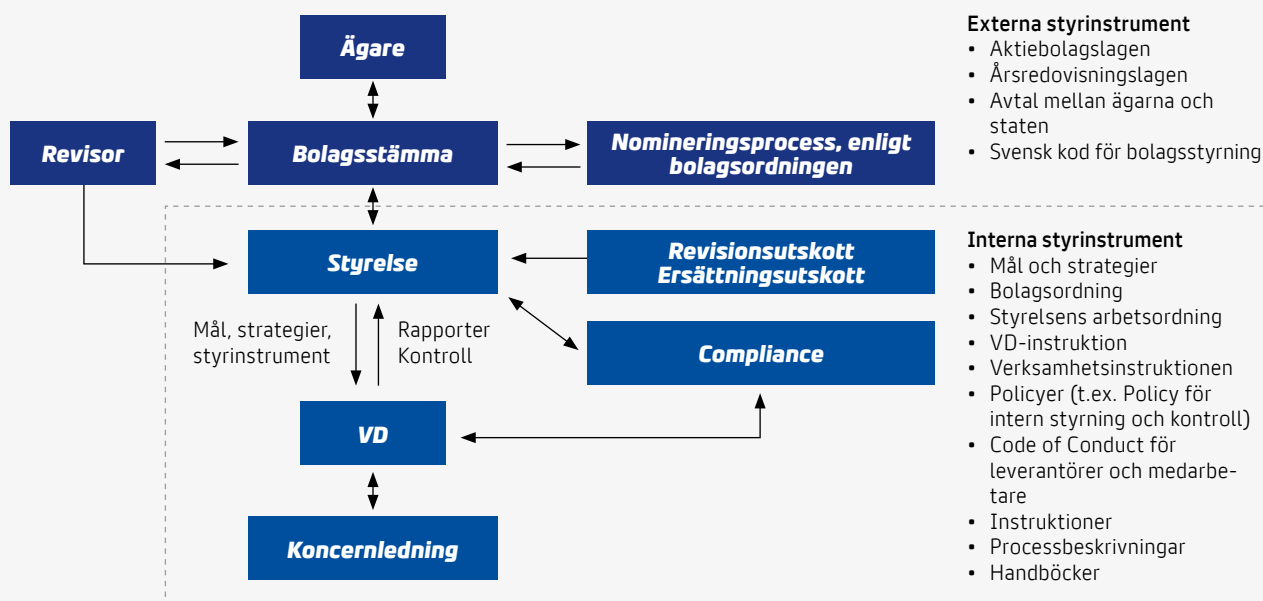 Ägare
Revisor
Bolagsstämma
Nomineringsprocess, enligt
bolagsordningen
Styrelse
Revisionsutskott
Ersättningsutskott
Mål, strategier,
styrinstrument
Rapporter
Kontroll
Compliance
VD
Koncernledning
Externa styrinstrument
• Aktiebolagslagen
• Årsredovisningslagen
• Avtal mellan ägarna och
staten
• Svensk kod för bolagsstyrning
Interna styrinstrument
• Mål och strategier
• Bolagsordning
• Styrelsens arbetsordning
• VD-instruktion
• Verksamhetsinstruktionen
• Policyer (t.ex. Policy för
intern styrning och kontroll)
• Code of Conduct för
leverantörer och medarbe-
tare
• Instruktioner
• Processbeskrivningar
• Handböcker